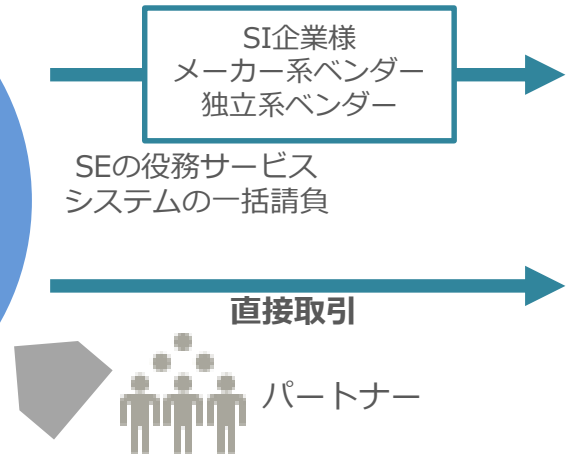 SI企業様
メーカー系ベンダー
独立系ベンダー
SEの役務サービス
システムの一括請負
直接取引
パートナー